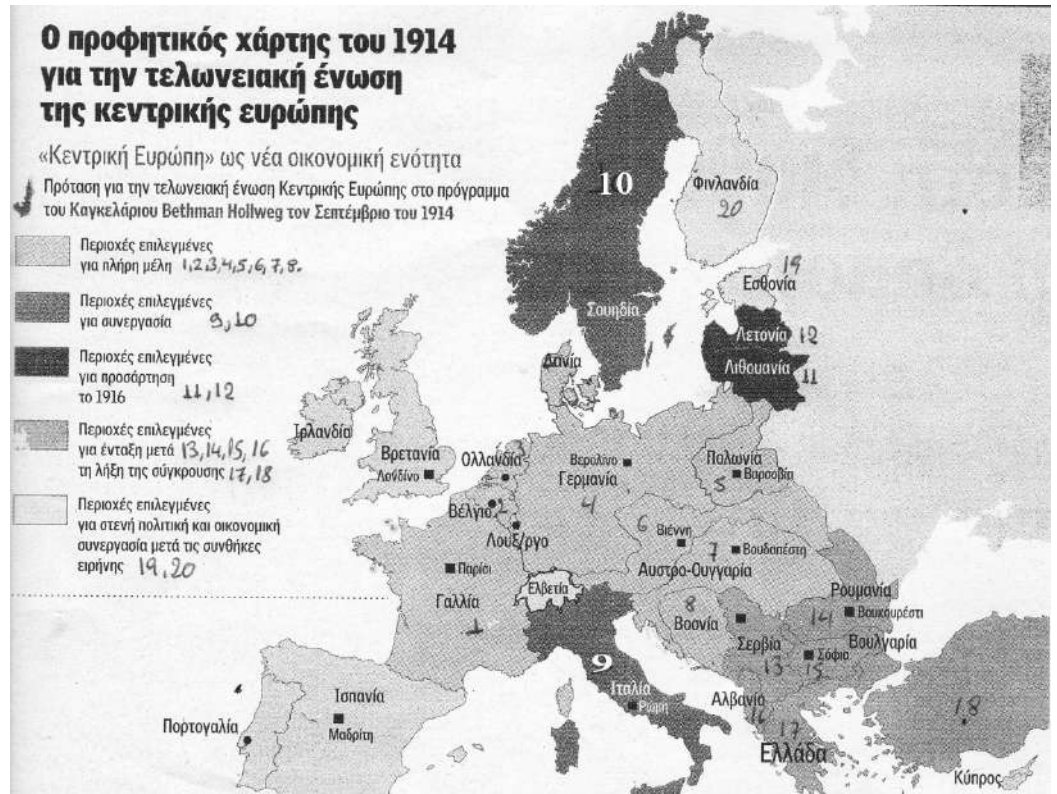 Ο προφητικός χάρτης του 1914
για την τελωνειακή ένωση
της κεντρικής ευρώπης
«Κεντρική Ευρώπη» ως νέα οικονομική ενότητα
Πρόταση για την τελωνειακή ένωση Κεντρικής Ευρώπης στο πρόγραμμα
του Καγκελάριου Bethman Hollweg τον Σεπτέμβριο του 1914
Περιοχές επιλεγμένες
για πλήρη μέλη 1,2,3,4,5,6,7,8.
Περιοχές επιλεγμένες
για συνεργασία 9,10
Περιοχές επιλεγμένες
για προσάρτηση
το 1916 11,12
Περιοχές επιλεγμένες
για ένταξη μετά 13,14,15,16
τη λήξη της σύγκρουσης 17,18
Περιοχές επιλεγμένες
για στενή πολιτική και οικονομική
συνεργασία μετά τις συνθήκες
ειρήνης 19,20
10
Φινλανδία
20
19
Εσθονία
Σουηδία
Λετονία 12
Λιθουανία 11
Δανία
Ιρλανδία
Βρετανία
Λονδίνο
3
Ολλανδία
Βερολίνο
Γερμανία
4
Πολωνία
5 Βαρσοβία
Βέλγιο 2
Λουξ/ργο
6 Βιέννη
7 Βουδαπέστη
Αυστρο-Ουγγαρία
Παρίσι
Γαλλία
1
Ελβετία
Ρουμανία
14 Βουκουρέστι
8
Βοσνία
Σερβία
13
Βουλγαρία
Σόφια
15
9
Ιταλία
Ρώμη
Αλβανία
16
17
Ελλάδα
18
Κύπρος
Ισπανία
Μαδρίτη
Πορτογαλία